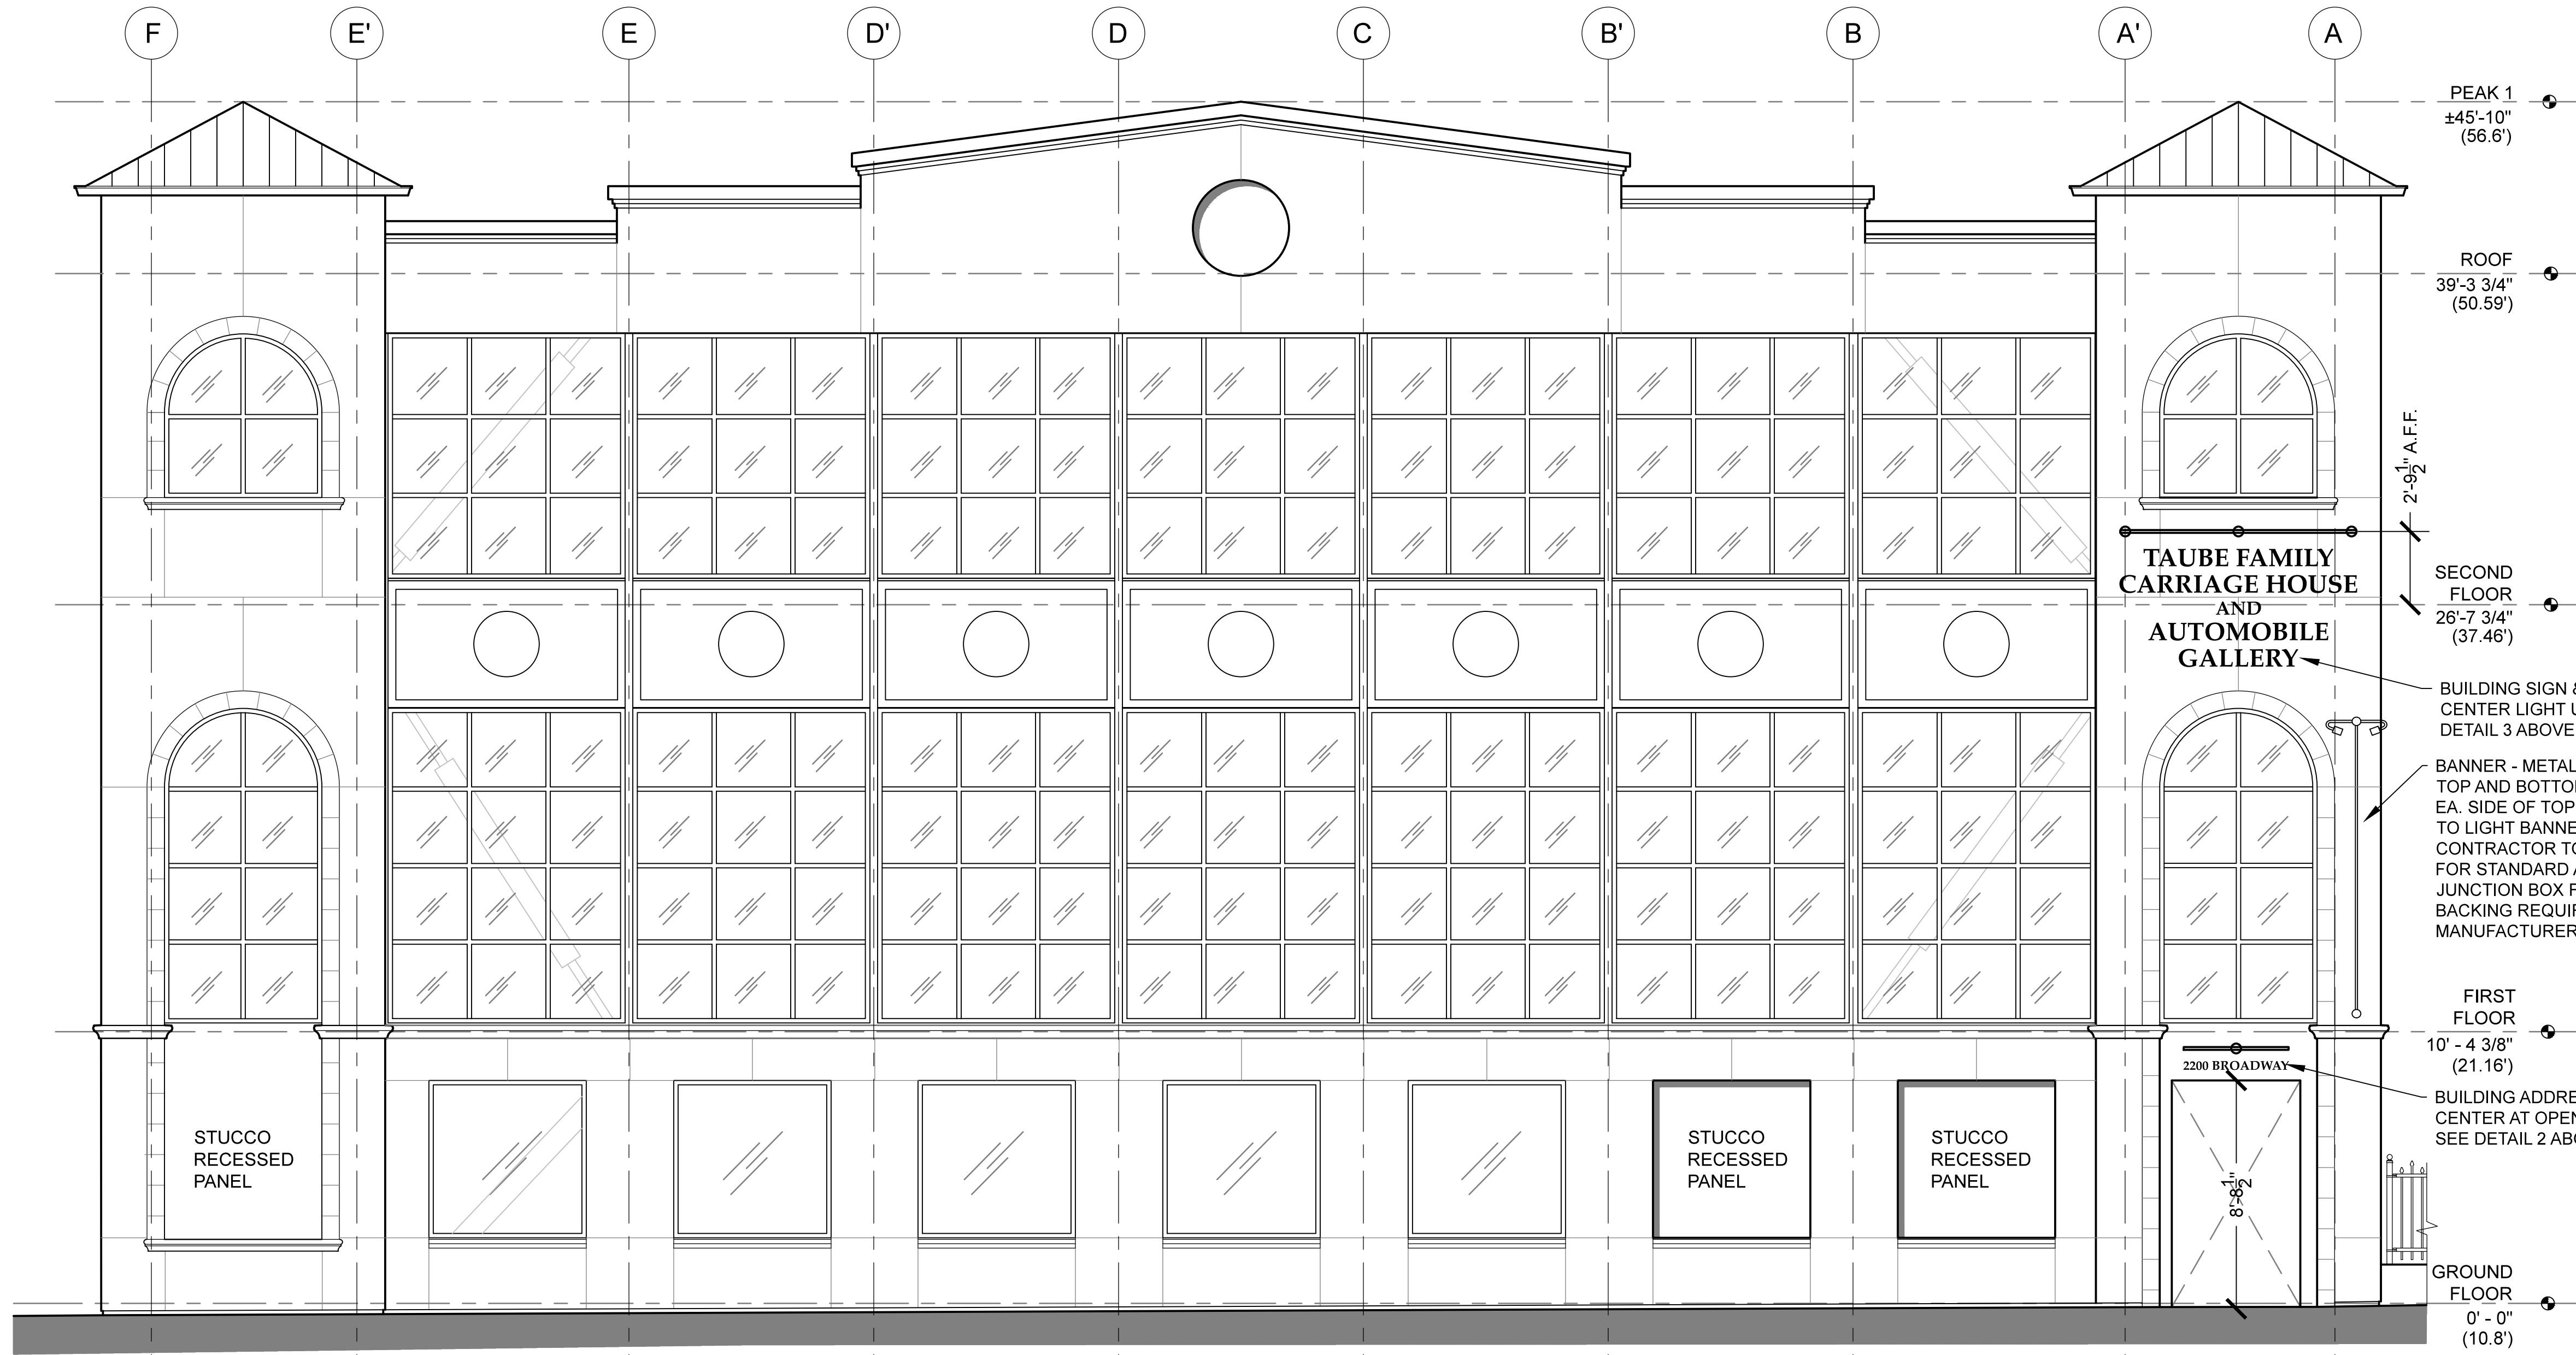 F E' E D' D C B' B A' A
PEAK 1
±45'-10"
(56.6')
ROOF
39'-3 3/4"
(50.59')
2'-9 1/2" A.F.F.
TAUBE FAMILY
CARRIAGE HOUSE
AND
AUTOMOBILE
GALLERY
SECOND
FLOOR
26'-7 3/4"
(37.46')
BUILDING SIGN &
CENTER LIGHT
DETAIL 3 ABOVE
BANNER - METAL
TOP AND BOTTO
EA. SIDE OF TOP
TO LIGHT BANNE
CONTRACTOR TO
FOR STANDARD
JUNCTION BOX
BACKING REQUI
MANUFACTURER
FIRST
FLOOR
10' - 4 3/8"
(21.16')
2200 BROADWAY
BUILDING ADDRE
CENTER AT OPEN
SEE DETAIL 2 AB
STUCCO
RECESSED
PANEL
STUCCO
RECESSED
PANEL
STUCCO
RECESSED
PANEL
8'-8 1/2"
GROUND
FLOOR
0' - 0"
(10.8')